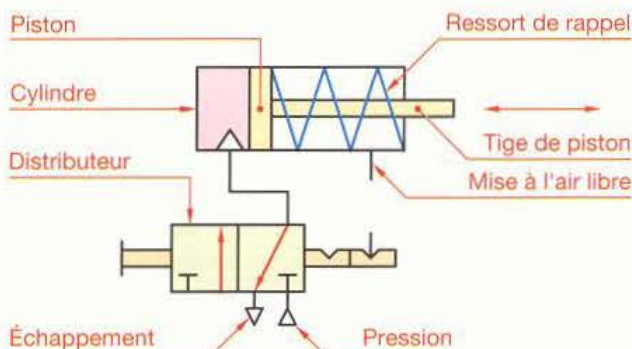 Piston
Ressort de rappel
Cylindre
Tige de piston
Distributeur
Mise à l'air libre
Échappement
Pression